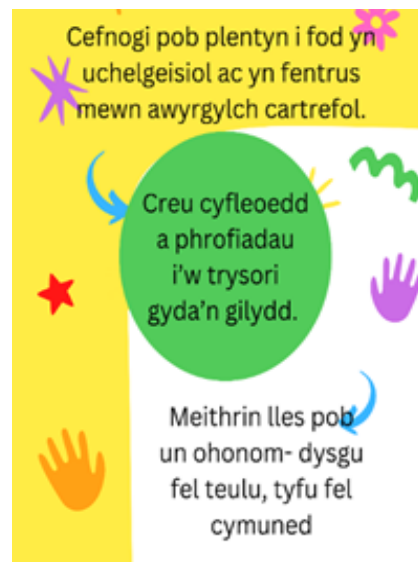 Cefnogi pob plentyn i fod yn
uchelgeisiol ac yn fentrus
mewn awyrgylch cartrefol.
Creu cyfleoedd
a phrofiadau
i'w trysori
gyda'n gilydd.
Meithrin lles pob
un ohonom- dysgu
fel teulu, tyfu fel
cymuned